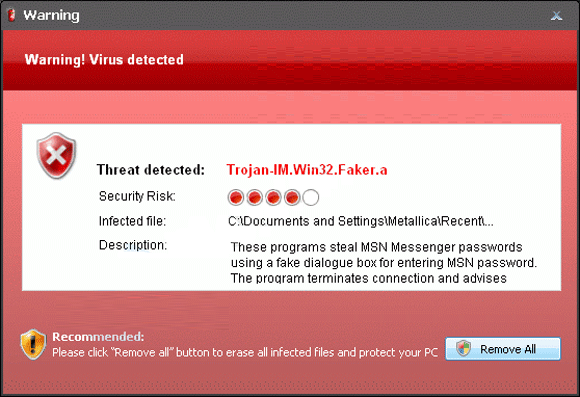 Warning
Warning! Virus detected
Threat detected: Trojan-IM.Win32.Faker.a
Security Risk:
Infected file: C:\Documents and Settings\Metallica\Recent\...
Description: These programs steal MSN Messenger passwords
using a fake dialogue box for entering MSN password.
The program terminates connection and advises
Recommended:
Please click "Remove all" button to erase all infected files and protect your PC
Remove All